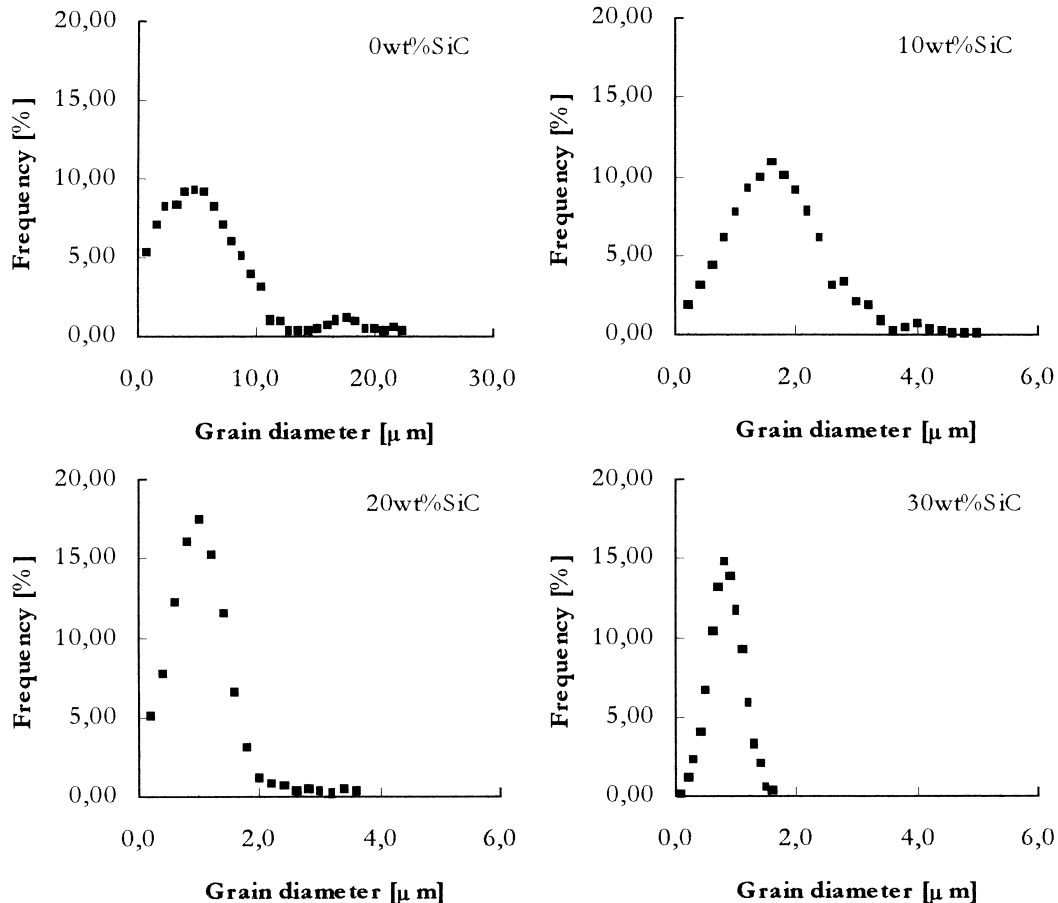 20,00
0wt%SiC
15,00
10,00
5,00
0,00
Frequency [%]
0,0 10,0 20,0 30,0
Grain diameter [μ m]
20,00
10wt%SiC
15,00
10,00
5,00
0,00
Frequency [%]
0,0 2,0 4,0 6,0
Grain diameter [μ m]
20,00
20wt%SiC
15,00
10,00
5,00
0,00
Frequency [%]
0,0 2,0 4,0 6,0
Grain diameter [μ m]
20,00
30wt%SiC
15,00
10,00
5,00
0,00
Frequency [%]
0,0 2,0 4,0 6,0
Grain diameter [μ m]